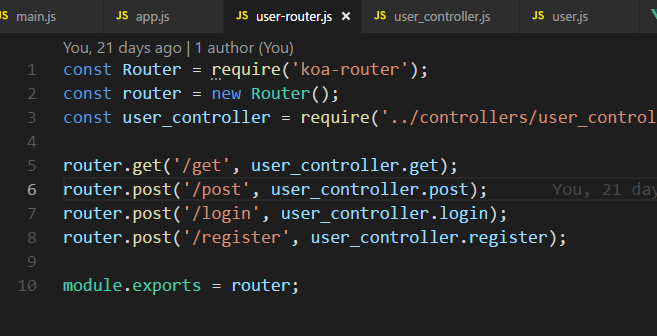 JS main.js JS app.js JS user-router.js × JS user_controller.js JS user.js
You, 21 days ago | 1 author (You)
1 const Router = require('koa-router');
2 const router = new Router();
3 const user_controller = require('../controllers/user_control
4
5 router.get('/get', user_controller.get);
6 router.post('/post', user_controller.post); You, 21 day
7 router.post('/login', user_controller.login);
8 router.post('/register', user_controller.register);
9
10 module.exports = router;